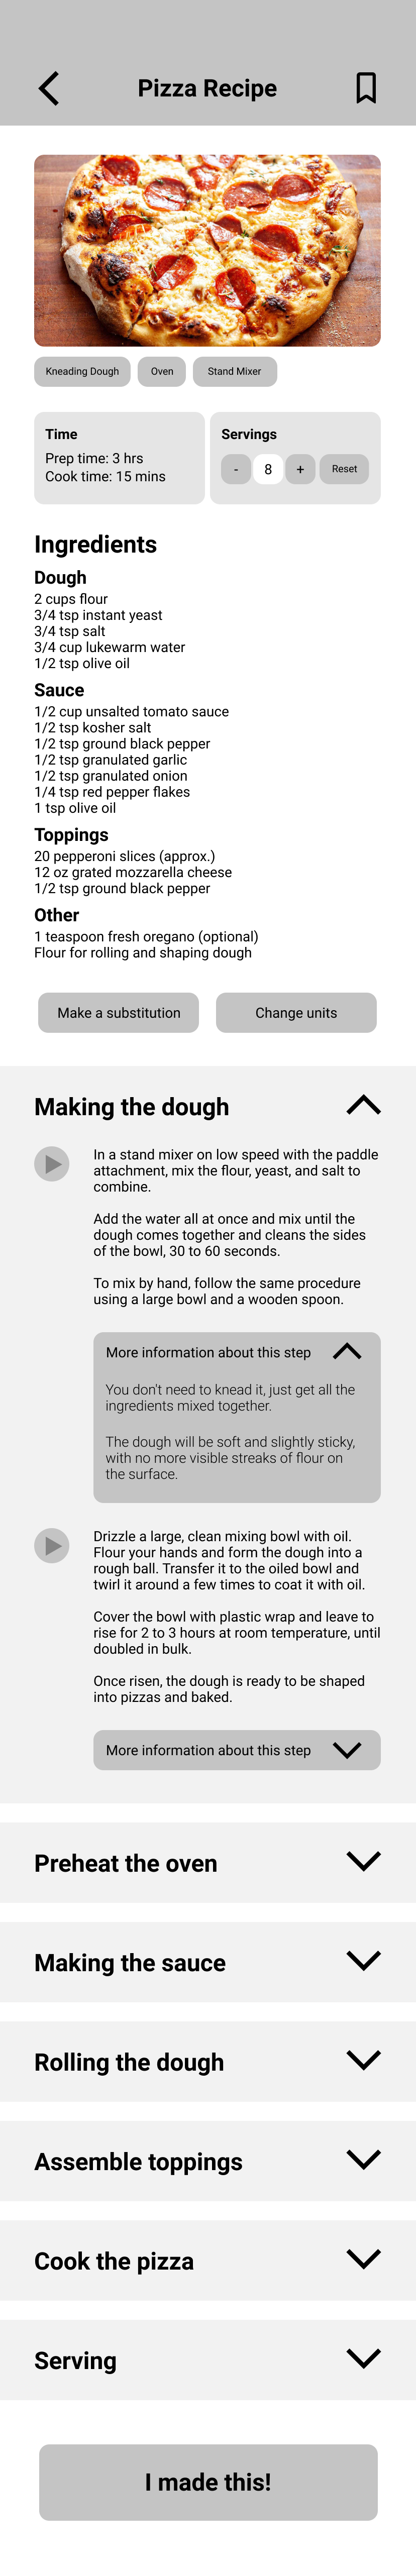 Pizza Recipe
Kneading Dough
Oven
Stand Mixer
Time
Prep time: 3 hrs
Cook time: 15 mins
Servings
- 8 + Reset
Ingredients
Dough
2 cups flour
3/4 tsp instant yeast
3/4 tsp salt
3/4 cup lukewarm water
1/2 tsp olive oil
Sauce
1/2 cup unsalted tomato sauce
1/2 tsp kosher salt
1/2 tsp ground black pepper
1/2 tsp granulated garlic
1/2 tsp granulated onion
1/4 tsp red pepper flakes
1 tsp olive oil
Toppings
20 pepperoni slices (approx.)
12 oz grated mozzarella cheese
1/2 tsp ground black pepper
Other
1 teaspoon fresh oregano (optional)
Flour for rolling and shaping dough
Make a substitution
Change units
Making the dough
In a stand mixer on low speed with the paddle
attachment, mix the flour, yeast, and salt to
combine.
Add the water all at once and mix until the
dough comes together and cleans the sides
of the bowl, 30 to 60 seconds.
To mix by hand, follow the same procedure
using a large bowl and a wooden spoon.
More information about this step
You don't need to knead it, just get all the
ingredients mixed together.
The dough will be soft and slightly sticky,
with no more visible streaks of flour on
the surface.
Drizzle a large, clean mixing bowl with oil.
Flour your hands and form the dough into a
rough ball. Transfer it to the oiled bowl and
twirl it around a few times to coat it with oil.
Cover the bowl with plastic wrap and leave to
rise for 2 to 3 hours at room temperature, until
doubled in bulk.
Once risen, the dough is ready to be shaped
into pizzas and baked.
More information about this step
Preheat the oven
Making the sauce
Rolling the dough
Assemble toppings
Cook the pizza
Serving
I made this!